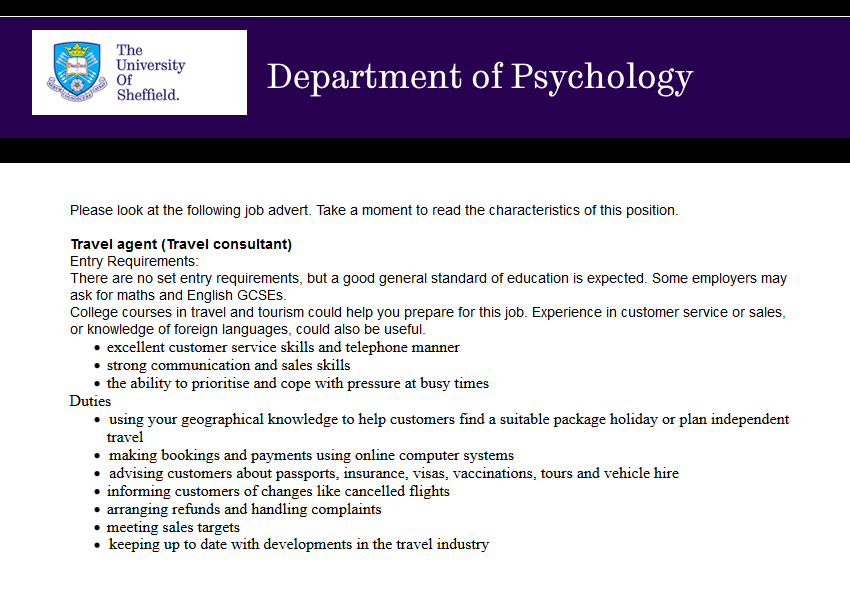 The
University
Of
Sheffield.
Department of Psychology
Please look at the following job advert. Take a moment to read the characteristics of this position.
Travel agent (Travel consultant)
Entry Requirements:
There are no set entry requirements, but a good general standard of education is expected. Some employers may
ask for maths and English GCSEs.
College courses in travel and tourism could help you prepare for this job. Experience in customer service or sales,
or knowledge of foreign languages, could also be useful.
• excellent customer service skills and telephone manner
• strong communication and sales skills
• the ability to prioritise and cope with pressure at busy times
Duties
• using your geographical knowledge to help customers find a suitable package holiday or plan independent
travel
• making bookings and payments using online computer systems
• advising customers about passports, insurance, visas, vaccinations, tours and vehicle hire
• informing customers of changes like cancelled flights
• arranging refunds and handling complaints
• meeting sales targets
• keeping up to date with developments in the travel industry